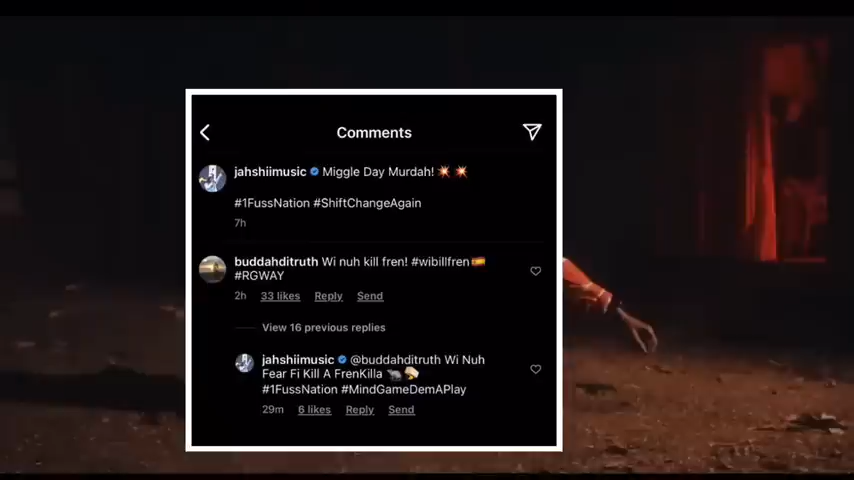 Comments
jahshiimusic Miggle Day Murdah!💥 💥
#1FussNation #ShiftChangeAgain
7h
buddahditruth Wi nuh kill fren! #wibillfren🇪🇸
#RGWAY
2h 33 likes Reply Send
View 16 previous replies
jahshiimusic @buddahditruth Wi Nuh
Fear Fi Kill A FrenKilla 🐀🧀
#1FussNation #MindGameDemAPlay
29m 6 likes Reply Send